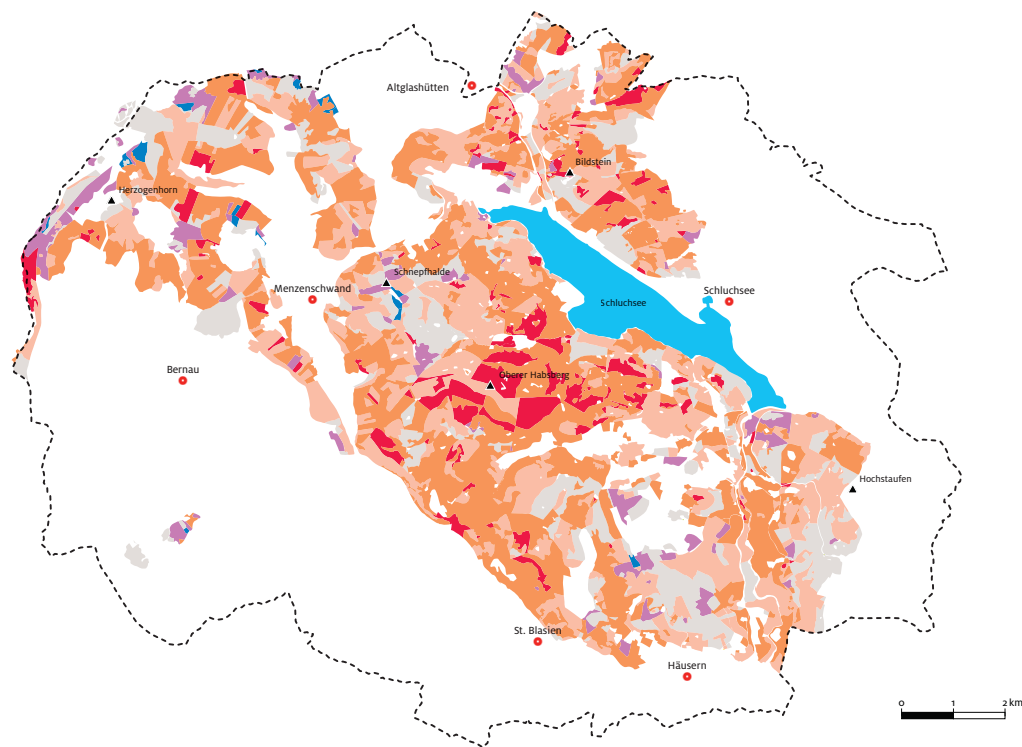 Altglashütten
Bildstein
Herzogenhorn
Schnepfhalde
Menzenschwand
Schluchsee
Schluchsee
Bernau
Oberer Habsberg
Hochstaufen
St. Blasien
Häusern
0 1 2 km